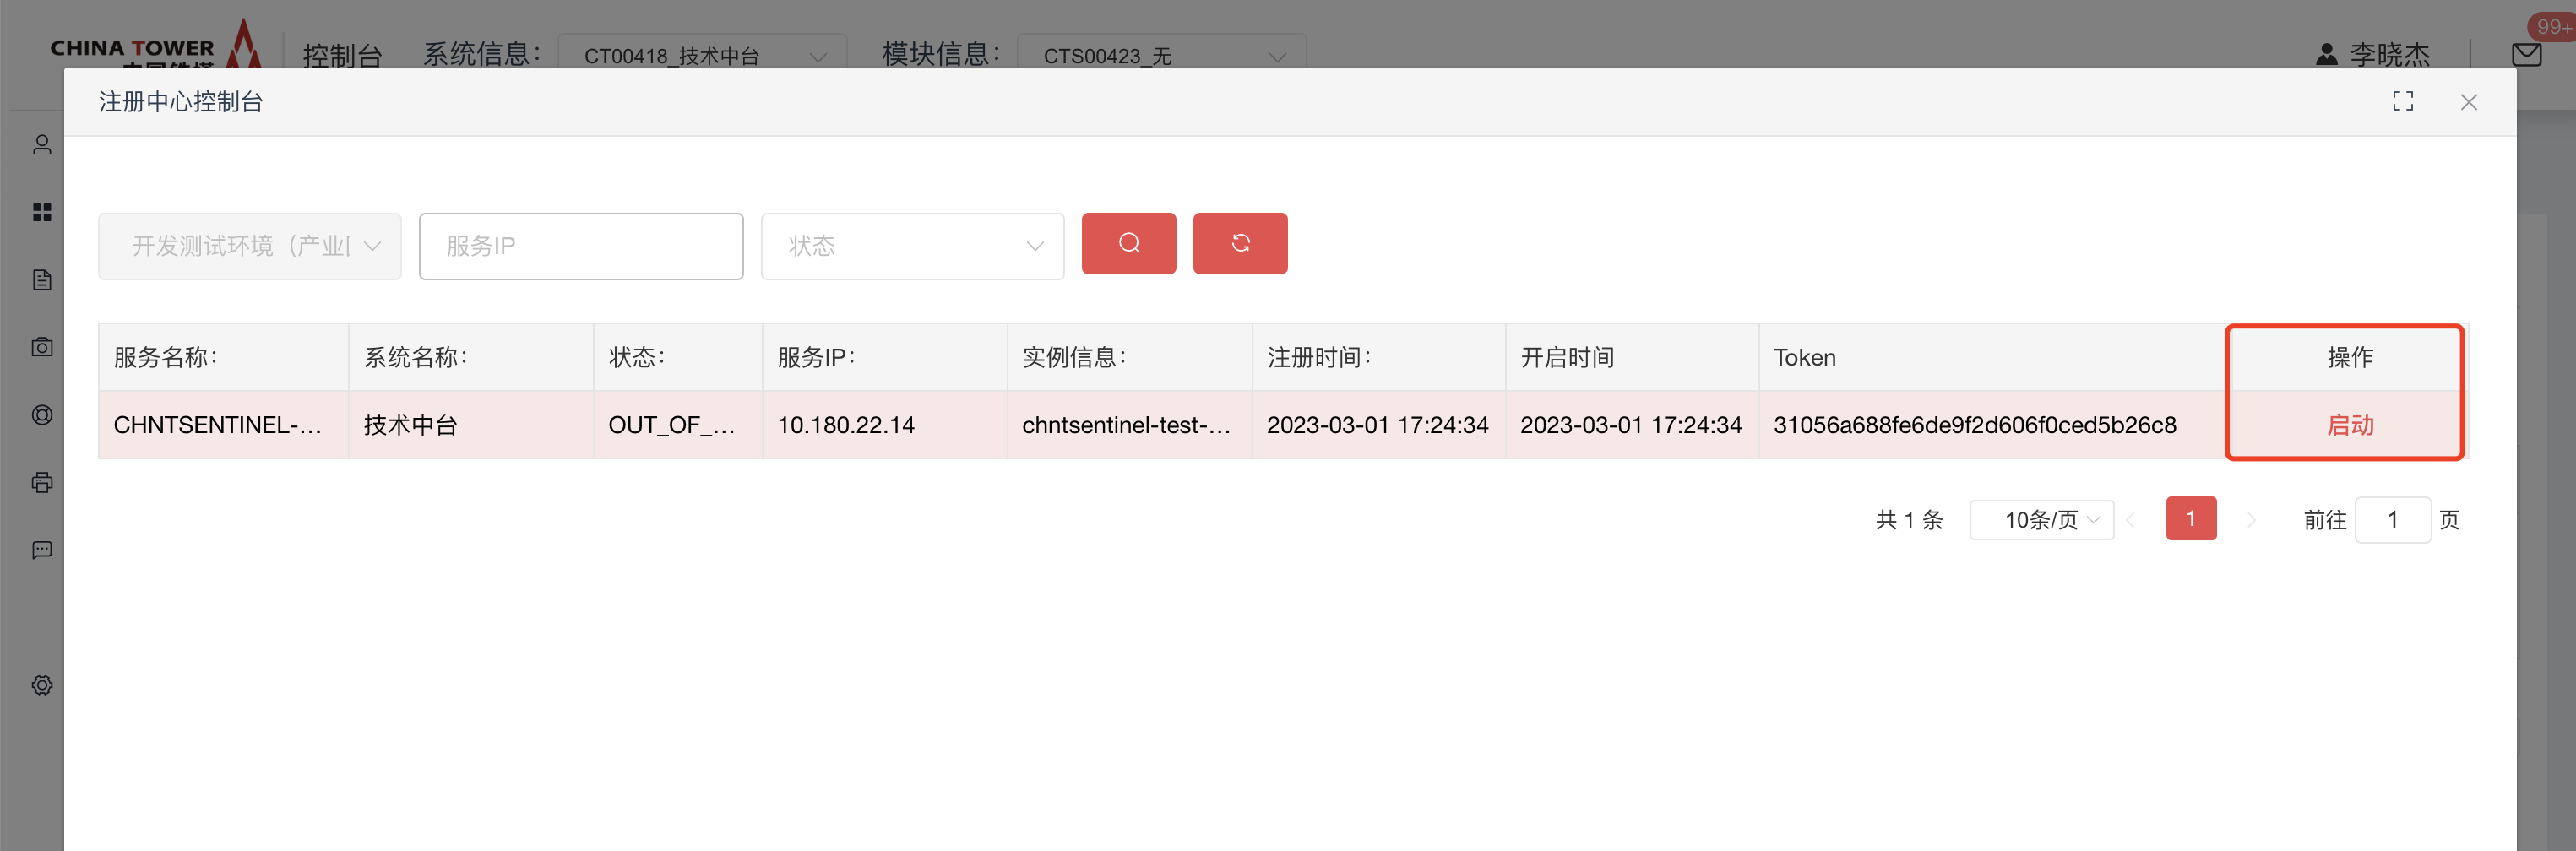 CHINA TOWER
中国铁塔
控制台
系统信息：
CT00418_技术中台
模块信息：
CTS00423_无
李晓杰
99+
注册中心控制台
开发测试环境（产业
服务IP
状态
服务名称： 系统名称： 状态： 服务IP： 实例信息： 注册时间： 开启时间 Token 操作
CHNTSENTINEL-... 技术中台 OUT_OF_... 10.180.22.14 chntsentinel-test-... 2023-03-01 17:24:34 2023-03-01 17:24:34 31056a688fe6de9f2d606f0ced5b26c8 启动
共 1 条 10条/页 1 前往 1 页